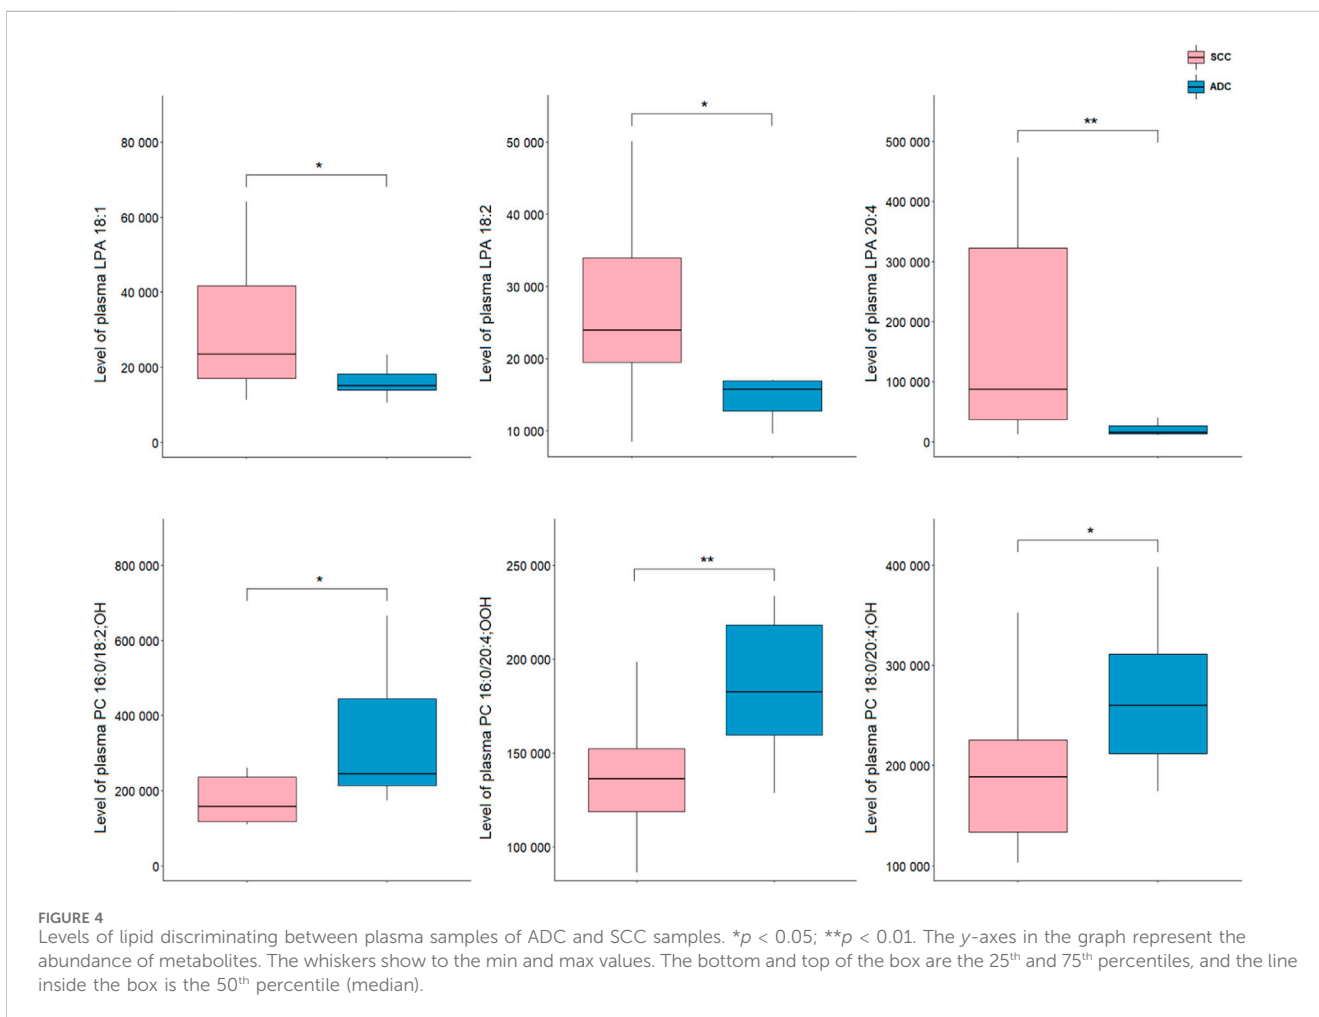 SCC
ADC
Level of plasma LPA 18:1
80 000
60 000
40 000
20 000
0
*
Level of plasma LPA 18:2
50 000
40 000
30 000
20 000
10 000
*
Level of plasma LPA 20:4
500 000
400 000
300 000
200 000
100 000
0
**
Level of plasma PC 16:0/18:2;OH
800 000
600 000
400 000
200 000
0
*
Level of plasma PC 16:0/20:4;OOH
250 000
200 000
150 000
100 000
**
Level of plasma PC 18:0/20:4;OH
400 000
300 000
200 000
100 000
*
FIGURE 4
Levels of lipid discriminating between plasma samples of ADC and SCC samples. *p < 0.05; **p < 0.01. The y-axes in the graph represent the
abundance of metabolites. The whiskers show to the min and max values. The bottom and top of the box are the 25th and 75th percentiles, and the line
inside the box is the 50th percentile (median).